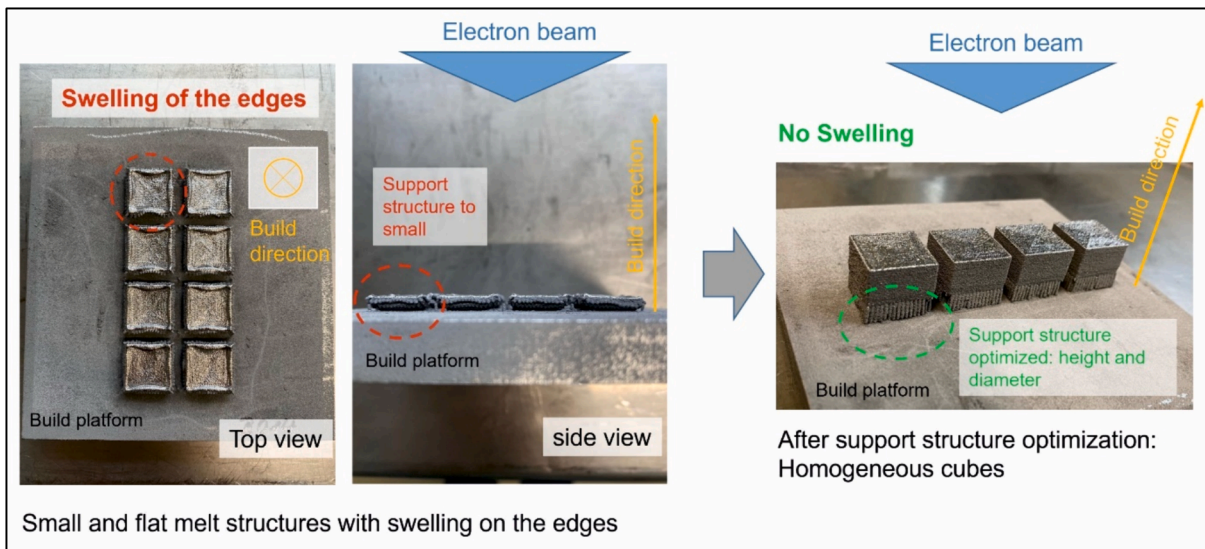 Electron beam
Swelling of the edges
Build
direction
Build platform
Top view
Support
structure to
small
Build direction
Build platform
side view
Small and flat melt structures with swelling on the edges
Electron beam
No Swelling
Build direction
Support structure
optimized: height and
diameter
Build platform
After support structure optimization:
Homogeneous cubes